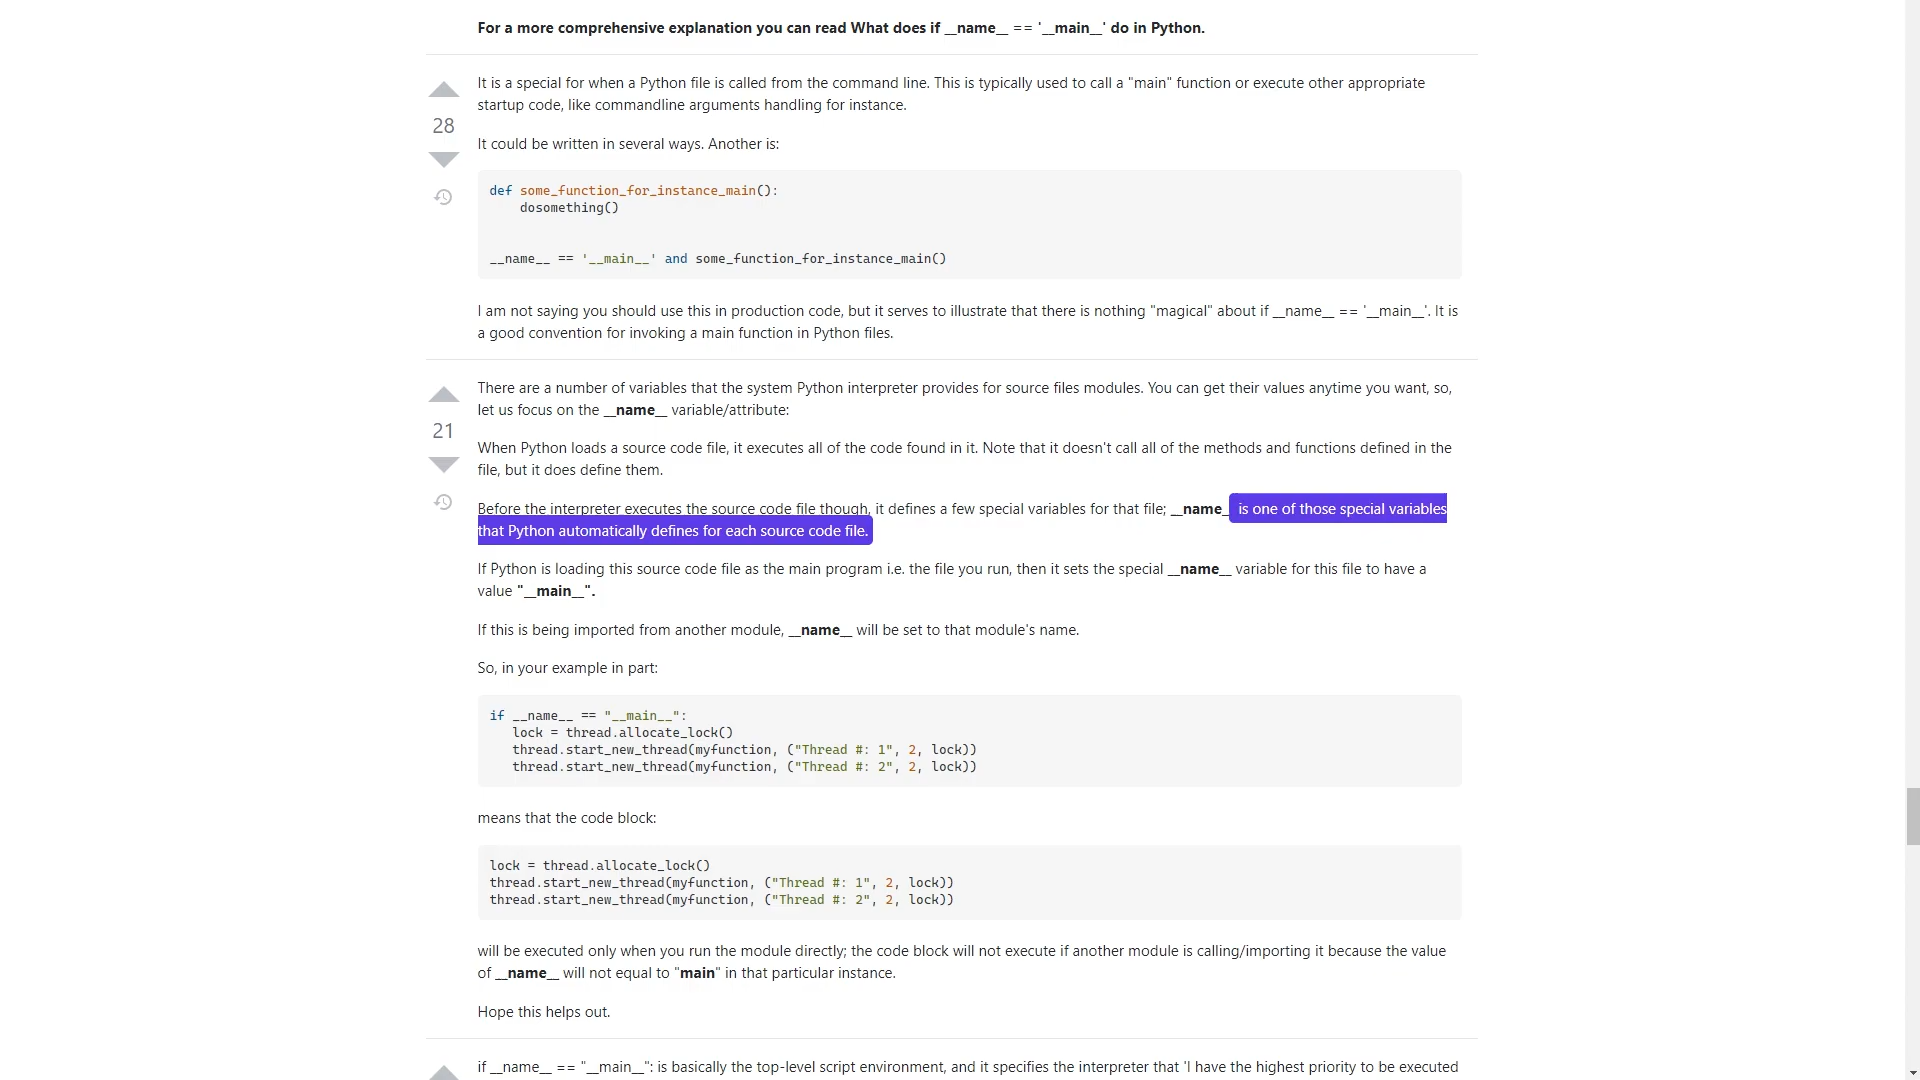 For a more comprehensive explanation you can read What does if __name__ == '__main__' do in Python.
It is a special for when a Python file is called from the command line. This is typically used to call a "main" function or execute other appropriate
startup code, like commandline arguments handling for instance.
28
It could be written in several ways. Another is:
def some_function_for_instance_main():
    dosomething()
__name__ == '__main__' and some_function_for_instance_main()
I am not saying you should use this in production code, but it serves to illustrate that there is nothing "magical" about if __name__ == '__main__'. It is
a good convention for invoking a main function in Python files.
There are a number of variables that the system Python interpreter provides for source files modules. You can get their values anytime you want, so,
let us focus on the __name__ variable/attribute:
21
When Python loads a source code file, it executes all of the code found in it. Note that it doesn't call all of the methods and functions defined in the
file, but it does define them.
Before the interpreter executes the source code file though, it defines a few special variables for that file; __name_ is one of those special variables
that Python automatically defines for each source code file.
If Python is loading this source code file as the main program i.e. the file you run, then it sets the special __name__ variable for this file to have a
value "__main__".
If this is being imported from another module, __name__ will be set to that module's name.
So, in your example in part:
if __name__ == "__main__":
   lock = thread.allocate_lock()
   thread.start_new_thread(myfunction, ("Thread #: 1", 2, lock))
   thread.start_new_thread(myfunction, ("Thread #: 2", 2, lock))
means that the code block:
lock = thread.allocate_lock()
thread.start_new_thread(myfunction, ("Thread #: 1", 2, lock))
thread.start_new_thread(myfunction, ("Thread #: 2", 2, lock))
will be executed only when you run the module directly; the code block will not execute if another module is calling/importing it because the value
of __name__ will not equal to "main" in that particular instance.
Hope this helps out.
if __name__ == "__main__": is basically the top-level script environment, and it specifies the interpreter that 'I have the highest priority to be executed